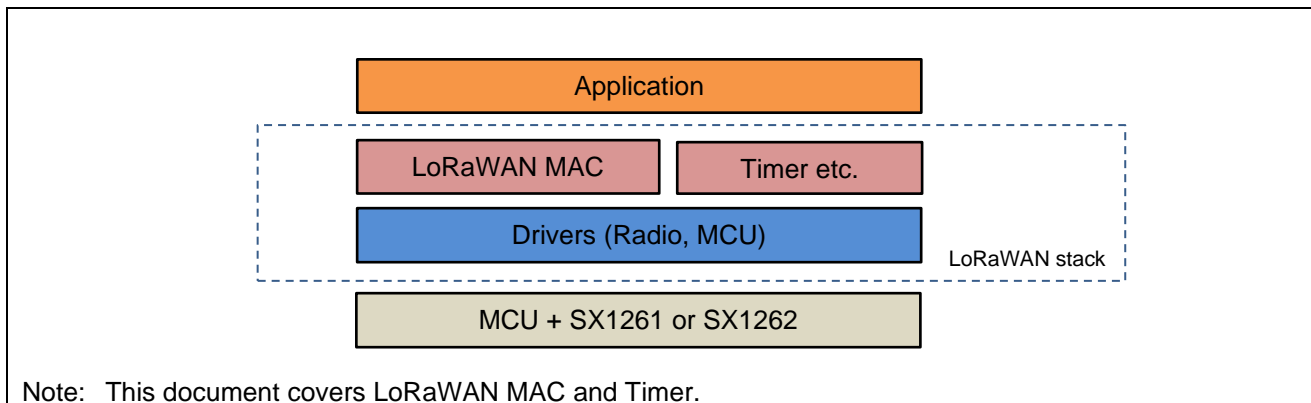 Application
LoRaWAN MAC
Timer etc.
Drivers (Radio, MCU)
LoRaWAN stack
MCU + SX1261 or SX1262
Note: This document covers LoRaWAN MAC and Timer.